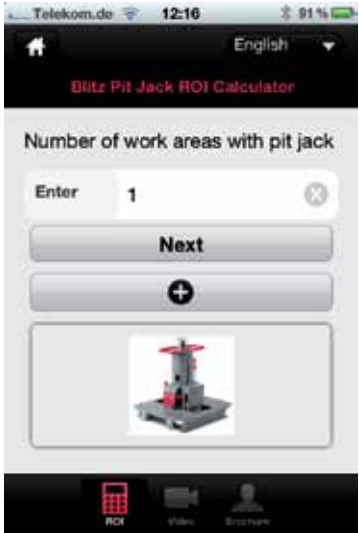 Telekom.de 12:16 91 %
English
Blitz Pit Jack ROI Calculator
Number of work areas with pit jack
Enter 1
Next
ROI Video Brochure